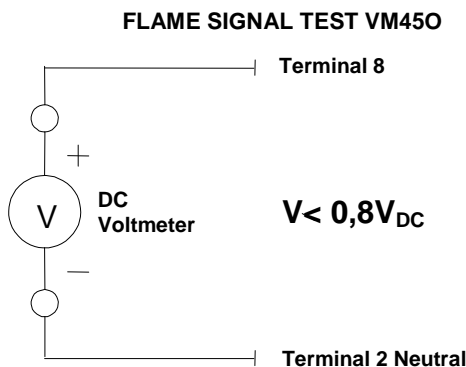 FLAME SIGNAL TEST VM45O
Terminal 8
+
V
DC
Voltmeter
V< 0,8VDC
−
Terminal 2 Neutral